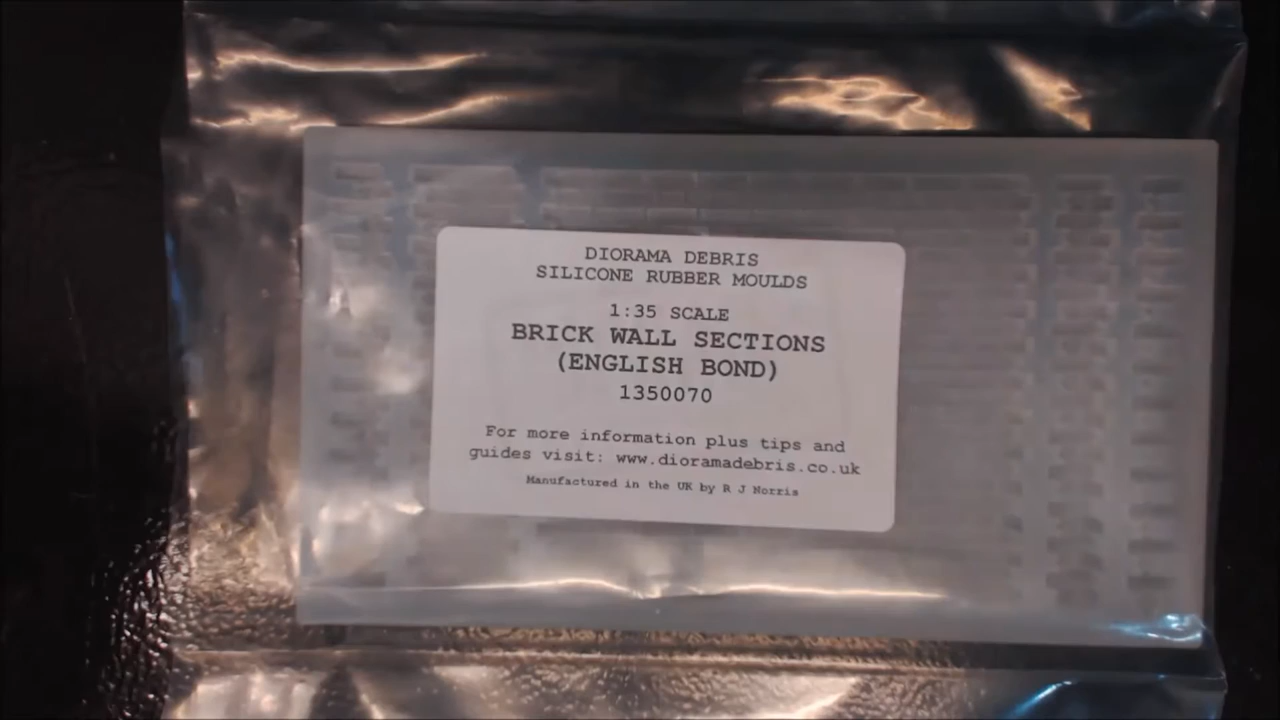 DIORAMA DEBRIS
SILICONE RUBBER MOULDS
1:35 SCALE
BRICK WALL SECTIONS
(ENGLISH BOND)
1350070
For more information plus tips and
guides visit: www.dioramadebris.co.uk
Manufactured in the UK by R J Norris